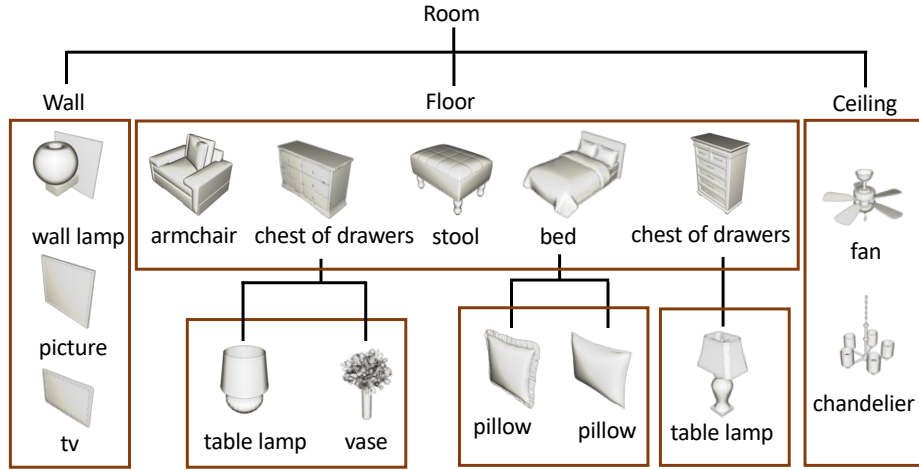 Room
Wall
Floor
Ceiling
wall lamp
armchair
chest of drawers
stool
bed
chest of drawers
fan
picture
tv
table lamp
vase
pillow
pillow
table lamp
chandelier